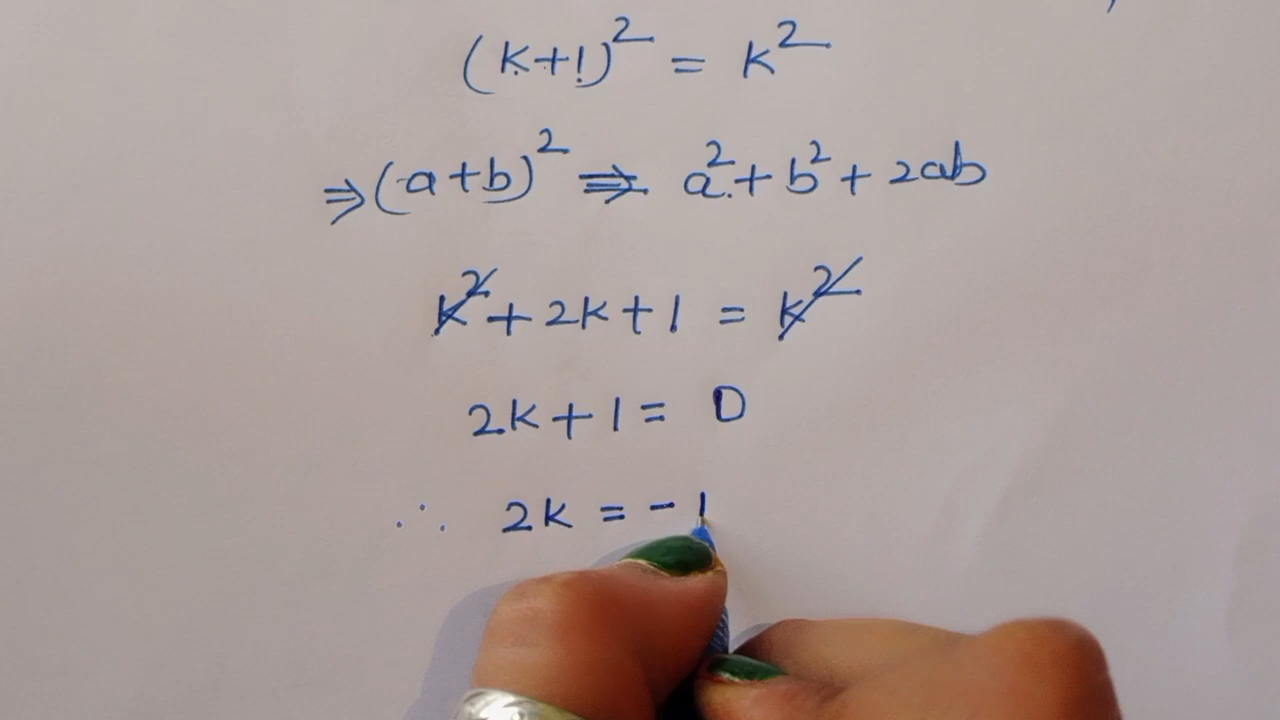 (k+1)² = k²
⇒(a+b)² ⇒ a²+b²+2ab
k²+2k+1 = k²
2k+1= 0
∴ 2k = -1